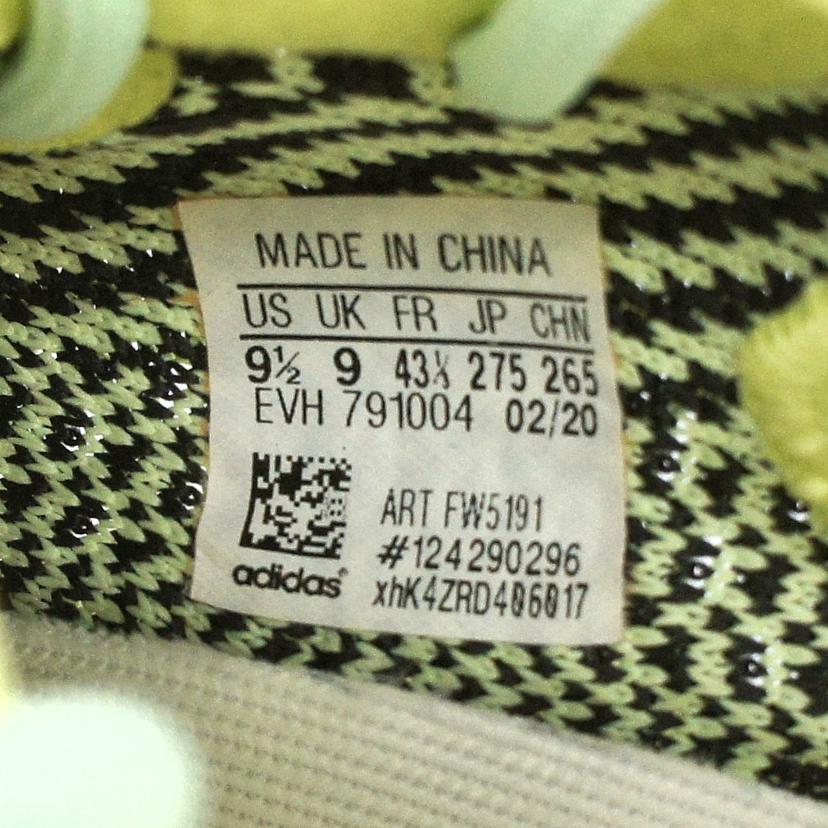 MADE IN CHINA
US UK FR JP CHN
9½ 9 43⅓ 275 265
EVH 791004 02/20
ART FW5191
#124290296
adidas®
xhK4ZRD406017